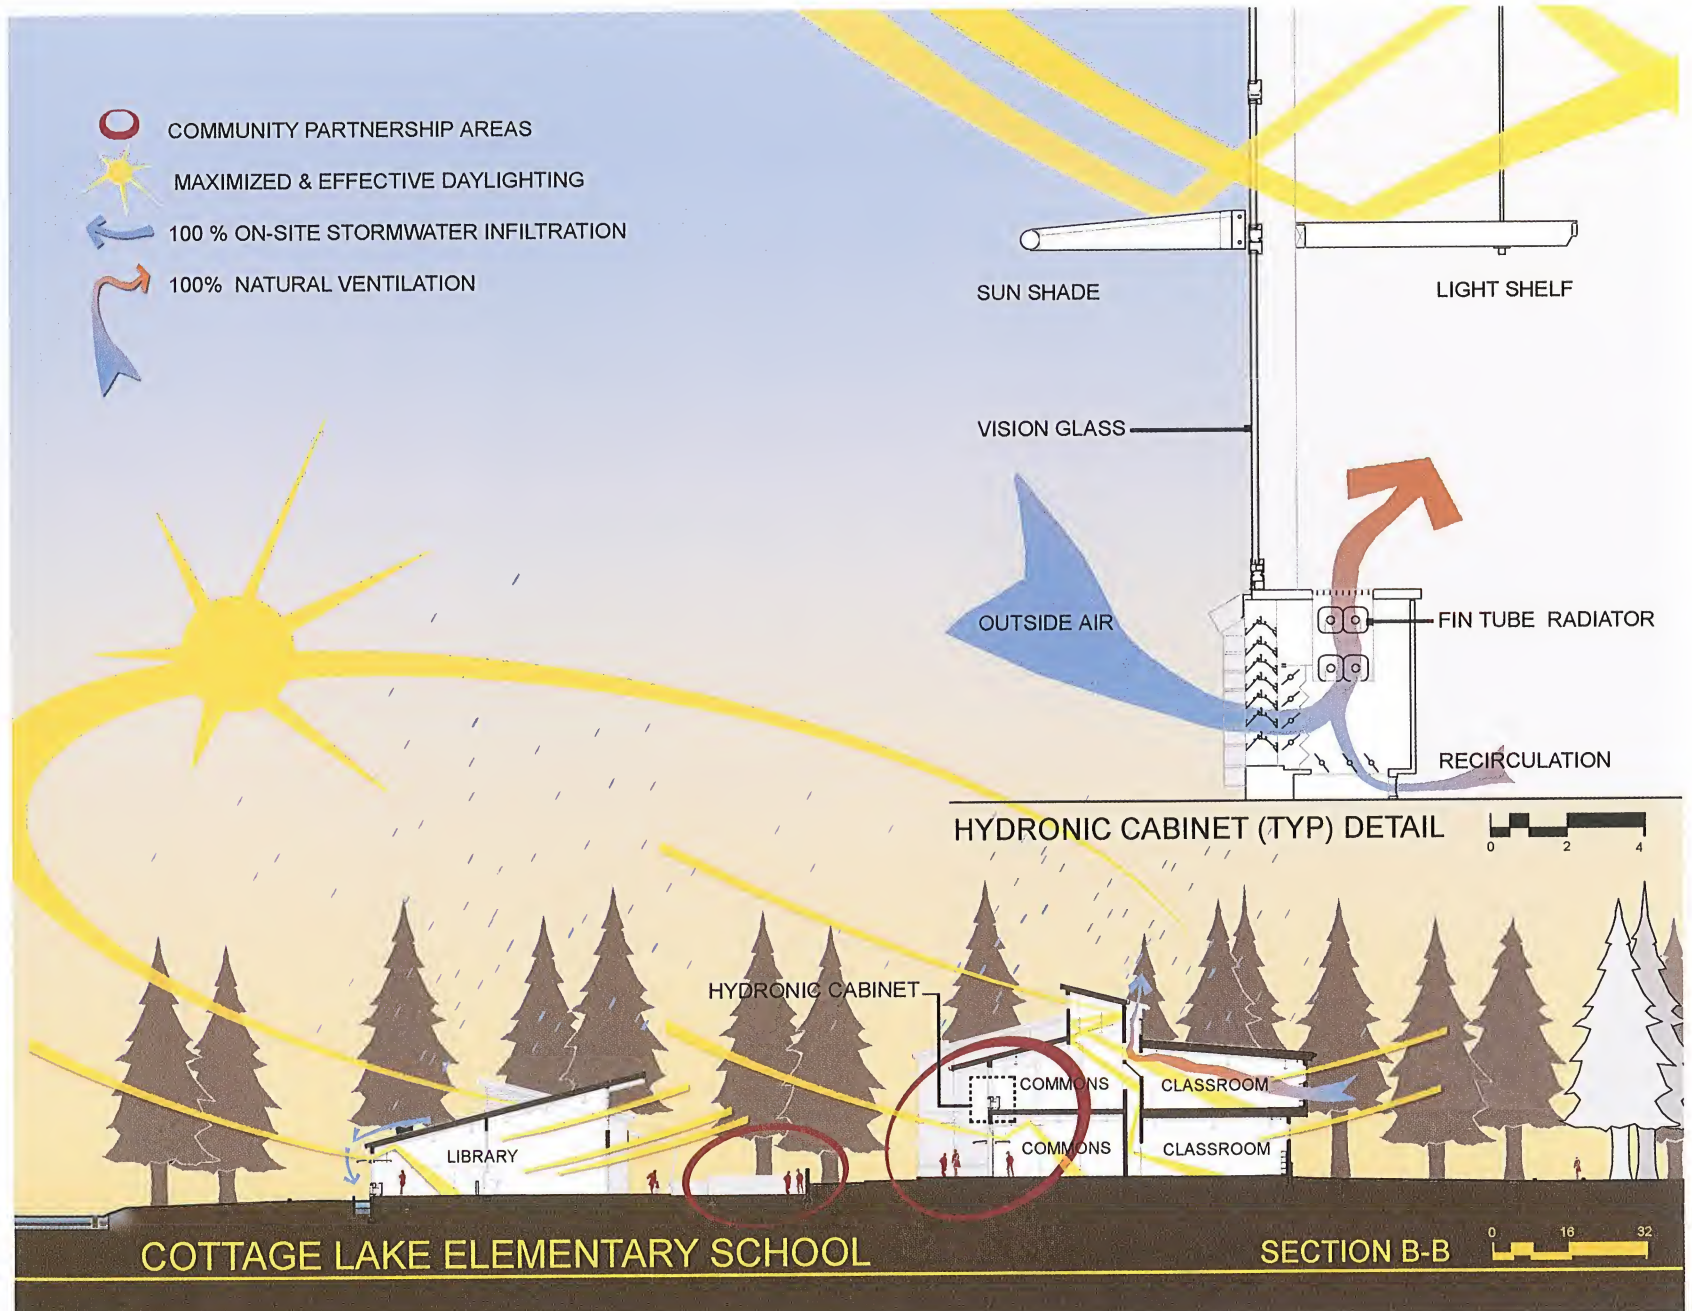 COMMUNITY PARTNERSHIP AREAS
MAXIMIZED & EFFECTIVE DAYLIGHTING
100 % ON-SITE STORMWATER INFILTRATION
100% NATURAL VENTILATION
SUN SHADE
LIGHT SHELF
VISION GLASS
OUTSIDE AIR
FIN TUBE RADIATOR
RECIRCULATION
HYDRONIC CABINET (TYP) DETAIL
0 2 4
HYDRONIC CABINET
COMMONS
CLASSROOM
LIBRARY
COMMONS
CLASSROOM
COTTAGE LAKE ELEMENTARY SCHOOL
SECTION B-B
0 16 32